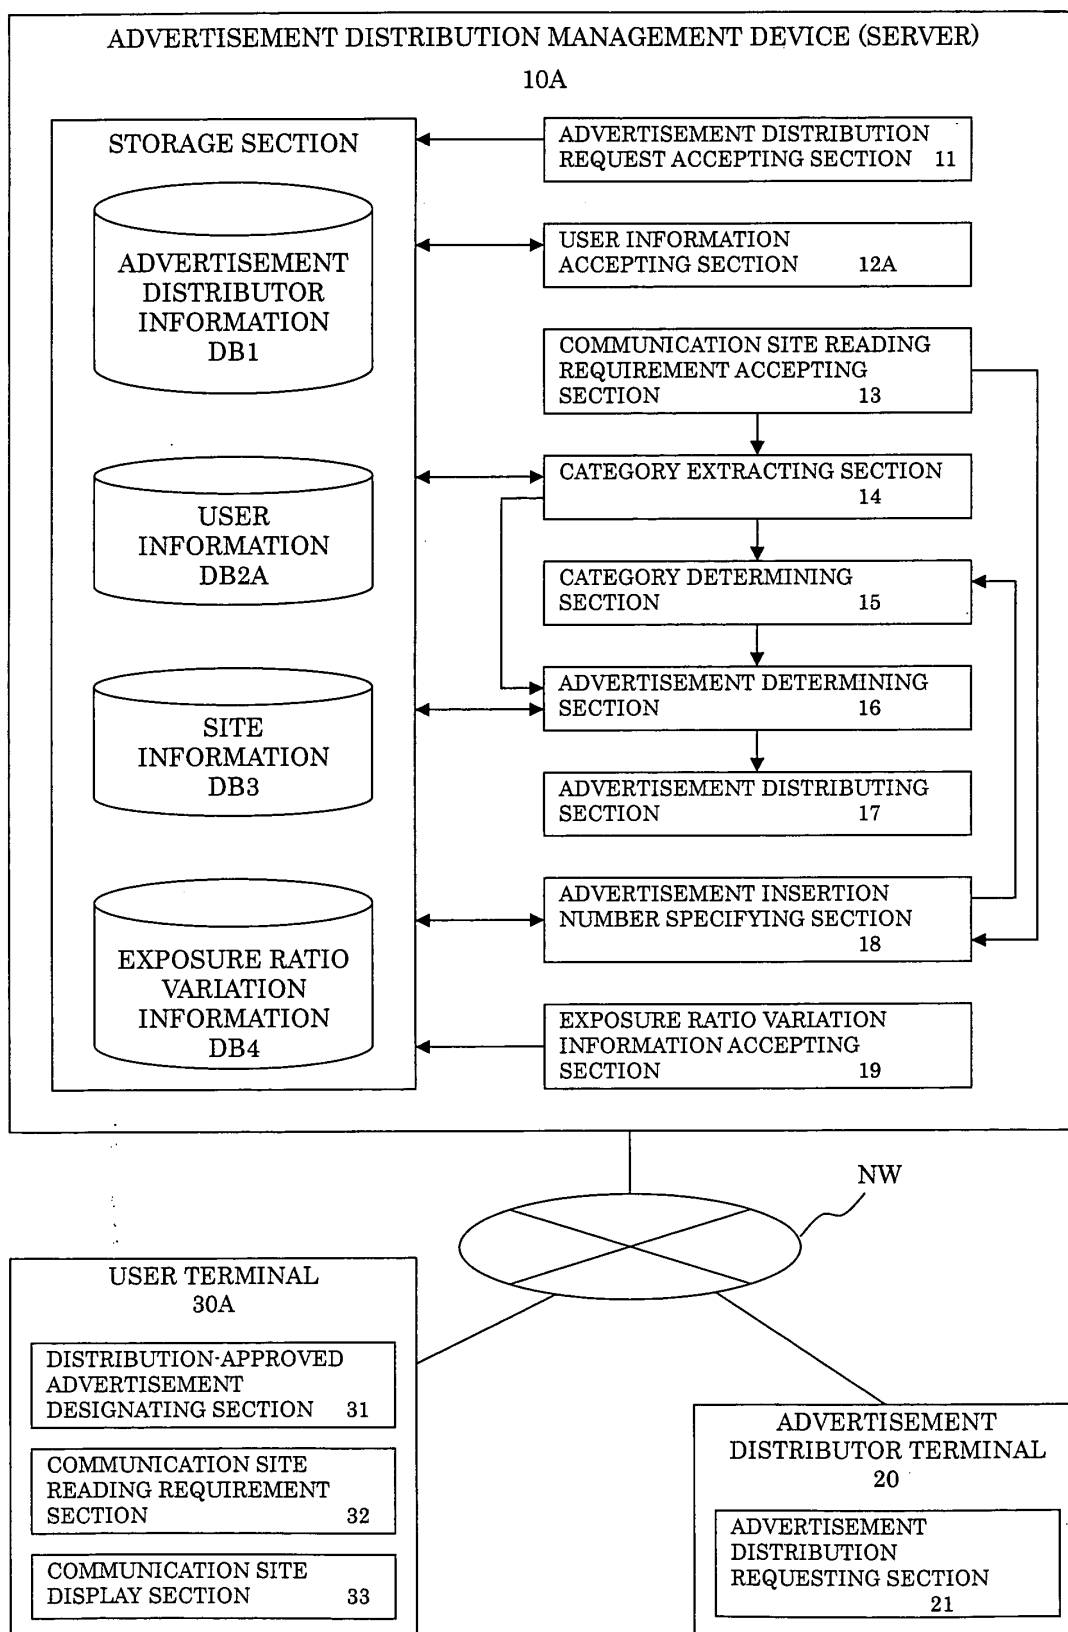 ADVERTISEMENT DISTRIBUTION MANAGEMENT DEVICE (SERVER)
10A
STORAGE SECTION
ADVERTISEMENT
DISTRIBUTOR
INFORMATION
DB1
USER
INFORMATION
DB2A
SITE
INFORMATION
DB3
EXPOSURE RATIO
VARIATION
INFORMATION
DB4
ADVERTISEMENT DISTRIBUTION
REQUEST ACCEPTING SECTION 11
USER INFORMATION
ACCEPTING SECTION 12A
COMMUNICATION SITE READING
REQUIREMENT ACCEPTING
SECTION 13
CATEGORY EXTRACTING SECTION
14
CATEGORY DETERMINING
SECTION 15
ADVERTISEMENT DETERMINING
SECTION 16
ADVERTISEMENT DISTRIBUTING
SECTION 17
ADVERTISEMENT INSERTION
NUMBER SPECIFYING SECTION
18
EXPOSURE RATIO VARIATION
INFORMATION ACCEPTING
SECTION 19
NW
USER TERMINAL
30A
DISTRIBUTION-APPROVED
ADVERTISEMENT
DESIGNATING SECTION 31
COMMUNICATION SITE
READING REQUIREMENT
SECTION 32
COMMUNICATION SITE
DISPLAY SECTION 33
ADVERTISEMENT
DISTRIBUTOR TERMINAL
20
ADVERTISEMENT
DISTRIBUTION
REQUESTING SECTION
21